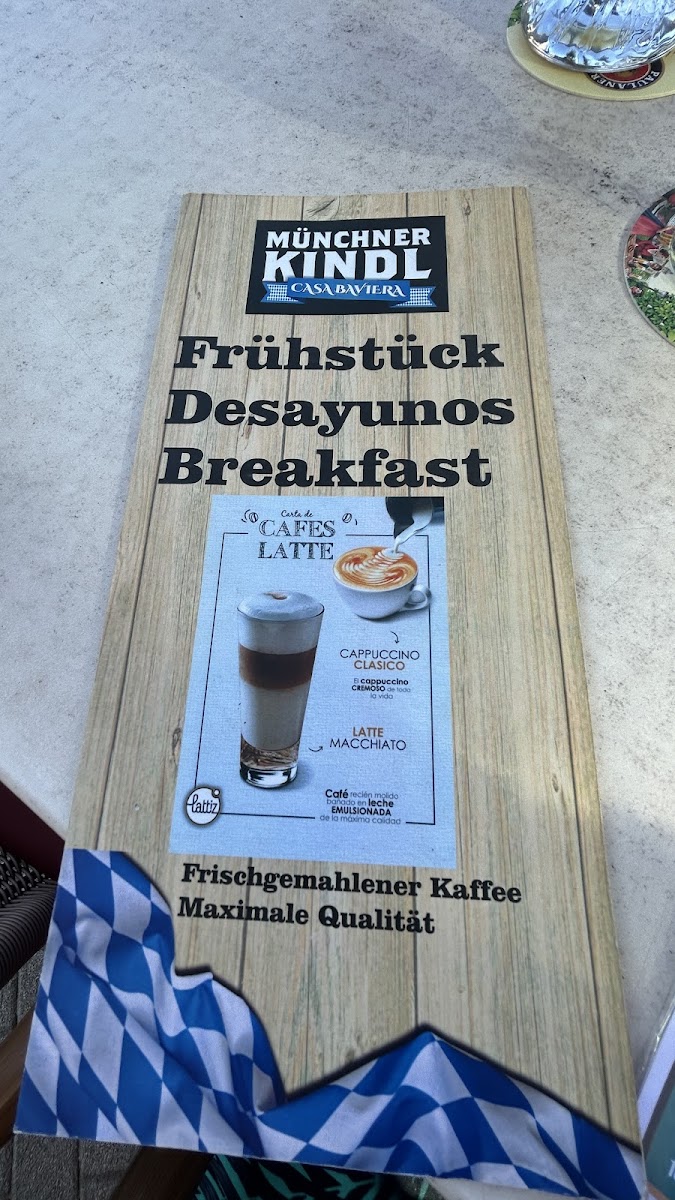 PAULANER
MÜNCHNER
KINDL
CASA BAVIERA
Frühstück
Desayunos
Breakfast
Carta de
CAFES
LATTE
CAPPUCCINO
CLASICO
El cappuccino
CREMOSO de toda
la vida
LATTE
MACCHIATO
Lattiz
Café recién molido
bañado en leche
EMULSIONADA
de la máxima calidad
Frischgemahlener Kaffee
Maximale Qualität